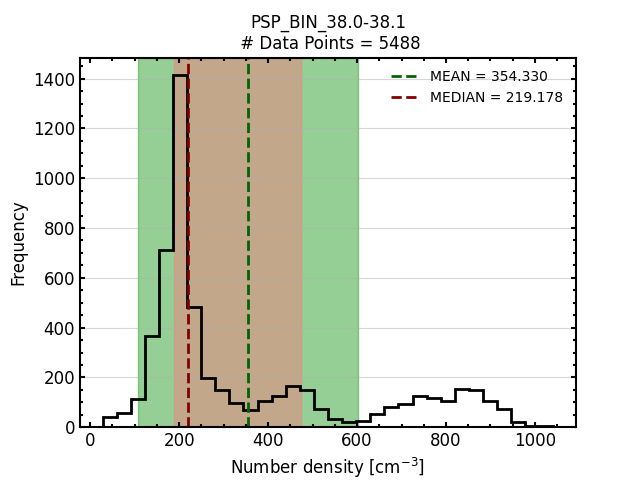 PSP_BIN_38.0-38.1
# Data Points = 5488
MEAN = 354.330
MEDIAN = 219.178
Frequency
1400
1200
1000
800
600
400
200
0
0 200 400 600 800 1000
Number density [cm⁻³]